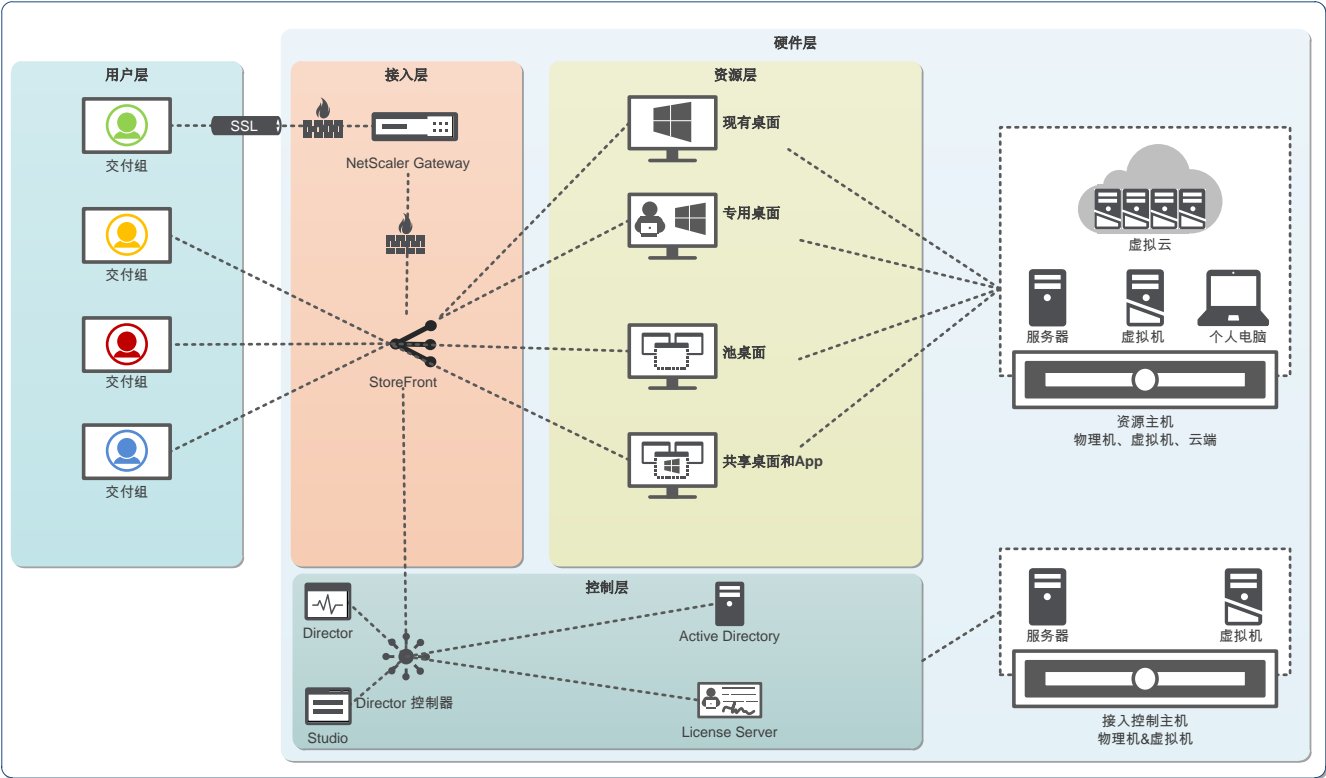 硬件层
用户层
接入层
资源层
交付组
SSL
NetScaler Gateway
现有桌面
交付组
专用桌面
虚拟云
交付组
StoreFront
池桌面
服务器
虚拟机
个人电脑
资源主机
物理机、虚拟机、云端
交付组
共享桌面和App
控制层
Director
Active Directory
Director 控制器
Studio
License Server
服务器
虚拟机
接入控制主机
物理机&虚拟机